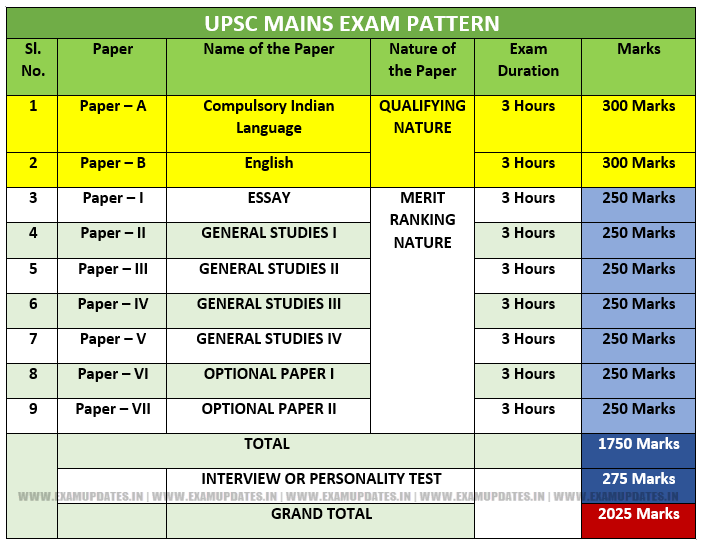 UPSC MAINS EXAM PATTERN
Sl. No. Paper Name of the Paper Nature of the Paper Exam Duration Marks
1 Paper – A Compulsory Indian Language QUALIFYING NATURE 3 Hours 300 Marks
2 Paper – B English 3 Hours 300 Marks
3 Paper – I ESSAY MERIT RANKING NATURE 3 Hours 250 Marks
4 Paper – II GENERAL STUDIES I 3 Hours 250 Marks
5 Paper – III GENERAL STUDIES II 3 Hours 250 Marks
6 Paper – IV GENERAL STUDIES III 3 Hours 250 Marks
7 Paper – V GENERAL STUDIES IV 3 Hours 250 Marks
8 Paper – VI OPTIONAL PAPER I 3 Hours 250 Marks
9 Paper – VII OPTIONAL PAPER II 3 Hours 250 Marks
TOTAL 1750 Marks
INTERVIEW OR PERSONALITY TEST 275 Marks
WWW.EXAMUPDATES.IN | WWW.EXAMUPDATES.IN | WWW.EXAMUPDATES.IN | WWW.EXAMUPDATES.IN | WWW.EXAMUPDATES.IN
GRAND TOTAL 2025 Marks